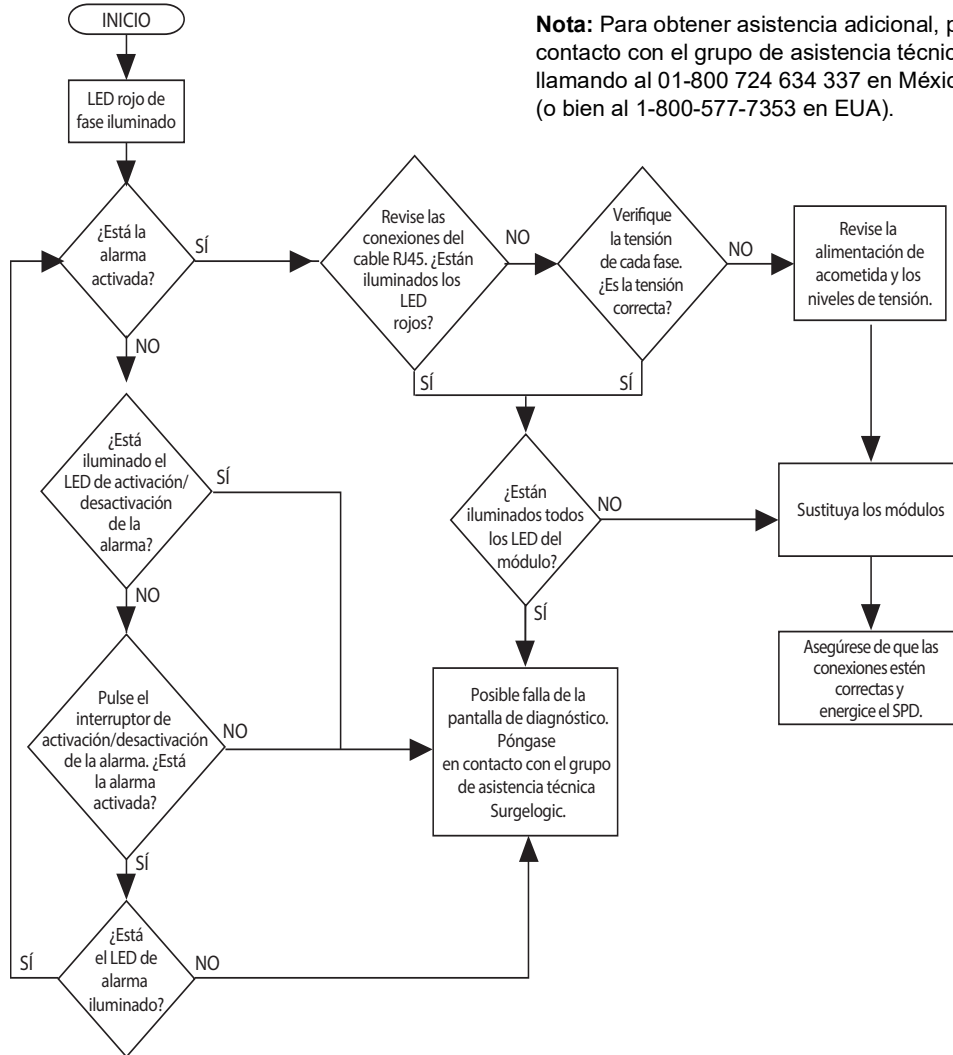 INICIO
Nota: Para obtener asistencia adicional, p
contacto con el grupo de asistencia técnic
llamando al 01-800 724 634 337 en Méxic
(o bien al 1-800-577-7353 en EUA).
LED rojo de
fase iluminado
¿Está la
alarma
activada?
SÍ
NO
Revise las
conexiones del
cable RJ45. ¿Están
iluminados los
LED
rojos?
NO
SÍ
Verifique
la tensión
de cada fase.
¿Es la tensión
correcta?
NO
SÍ
Revise la
alimentación de
acometida y los
niveles de tensión.
¿Está
iluminado el
LED de activación/
desactivación
de la
alarma?
SÍ
NO
¿Están
iluminados todos
los LED del
módulo?
NO
SÍ
Sustituya los módulos
Asegúrese de que las
conexiones estén
correctas y
energice el SPD.
Pulse el
interruptor de
activación/desactivación
de la alarma. ¿Está
la alarma
activada?
NO
SÍ
Posible falla de la
pantalla de diagnóstico.
Póngase
en contacto con el grupo
de asistencia técnica
Surgelogic.
¿Está
el LED de
alarma
iluminado?
SÍ
NO